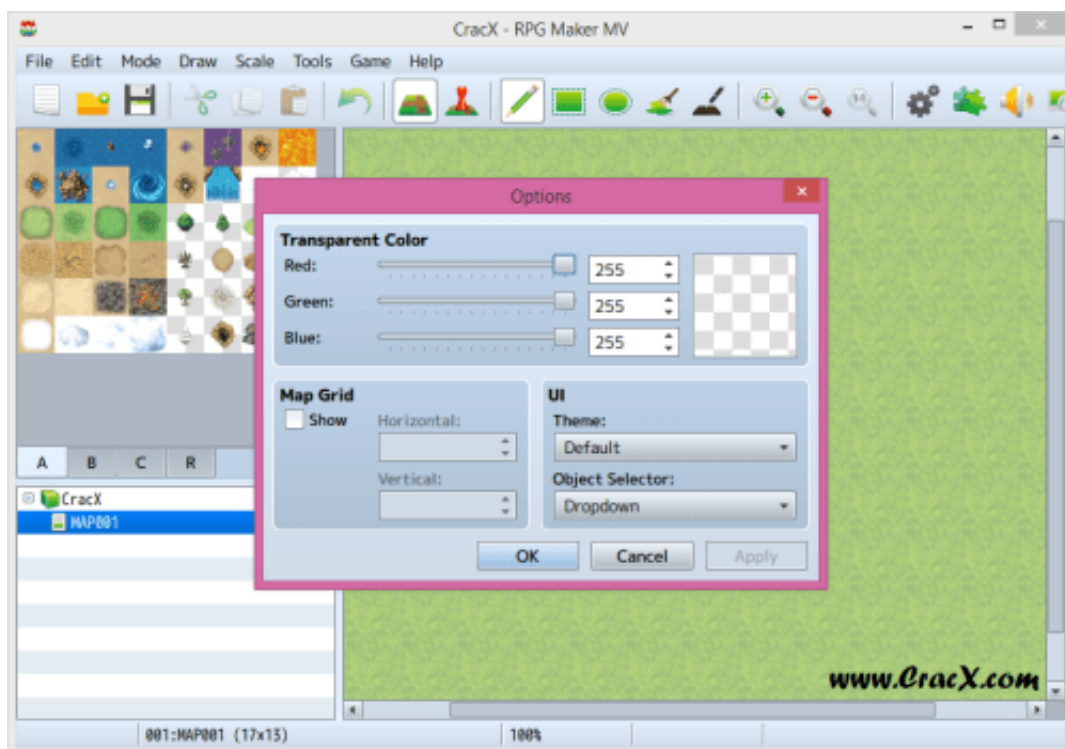 CracX - RPG Maker MV
File Edit Mode Draw Scale Tools Game Help
1:1
Options
Transparent Color
Red:
255
Green:
255
Blue:
255
Map Grid
Show
Horizontal:
Vertical:
UI
Theme:
Default
Object Selector:
Dropdown
OK Cancel Apply
A B C R
CracX
MAP001
www.CracX.com
001:MAP001 (17x13) 100%